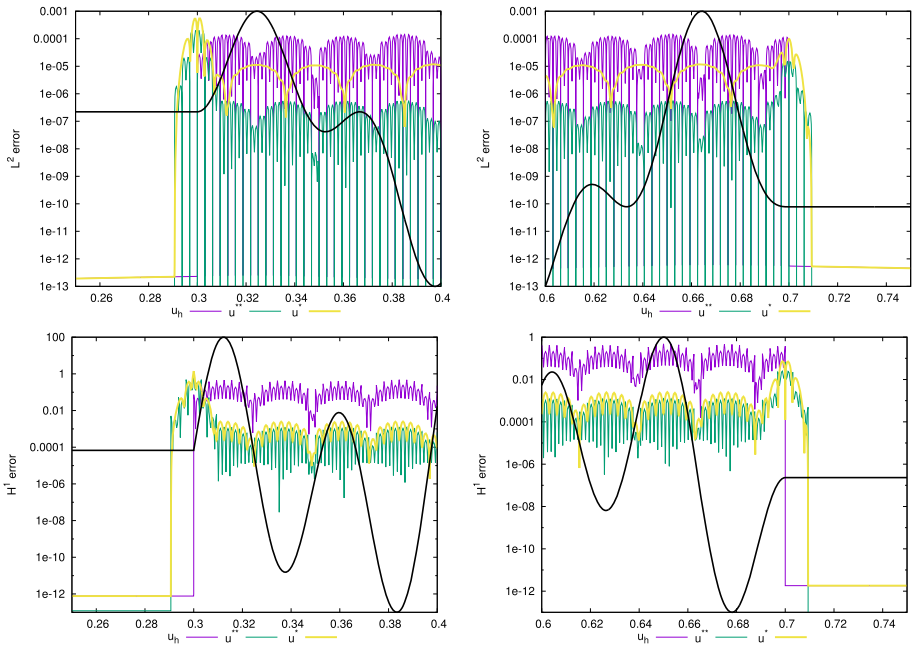 0.001
0.0001
1e-05
1e-06
1e-07
1e-08
1e-09
1e-10
1e-11
1e-12
1e-13
L² error
0.26 0.28 0.3 0.32 0.34 0.36 0.38 0.4
u_h u** u*
0.001
0.0001
1e-05
1e-06
1e-07
1e-08
1e-09
1e-10
1e-11
1e-12
1e-13
L² error
0.6 0.62 0.64 0.66 0.68 0.7 0.72 0.74
u_h u** u*
100
1
0.01
0.0001
1e-06
1e-08
1e-10
1e-12
H¹ error
0.26 0.28 0.3 0.32 0.34 0.36 0.38 0.4
u_h u** u*
1
0.01
0.0001
1e-06
1e-08
1e-10
1e-12
H¹ error
0.6 0.62 0.64 0.66 0.68 0.7 0.72 0.74
u_h u** u*